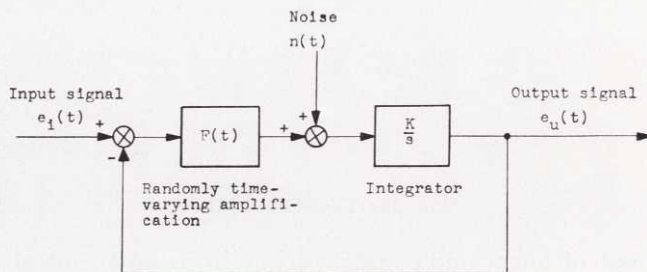 Noise
n(t)
Input signal
e_i(t)
+
-
F(t)
+
+
K/s
Output signal
e_u(t)
Randomly time-
varying amplifi-
cation
Integrator